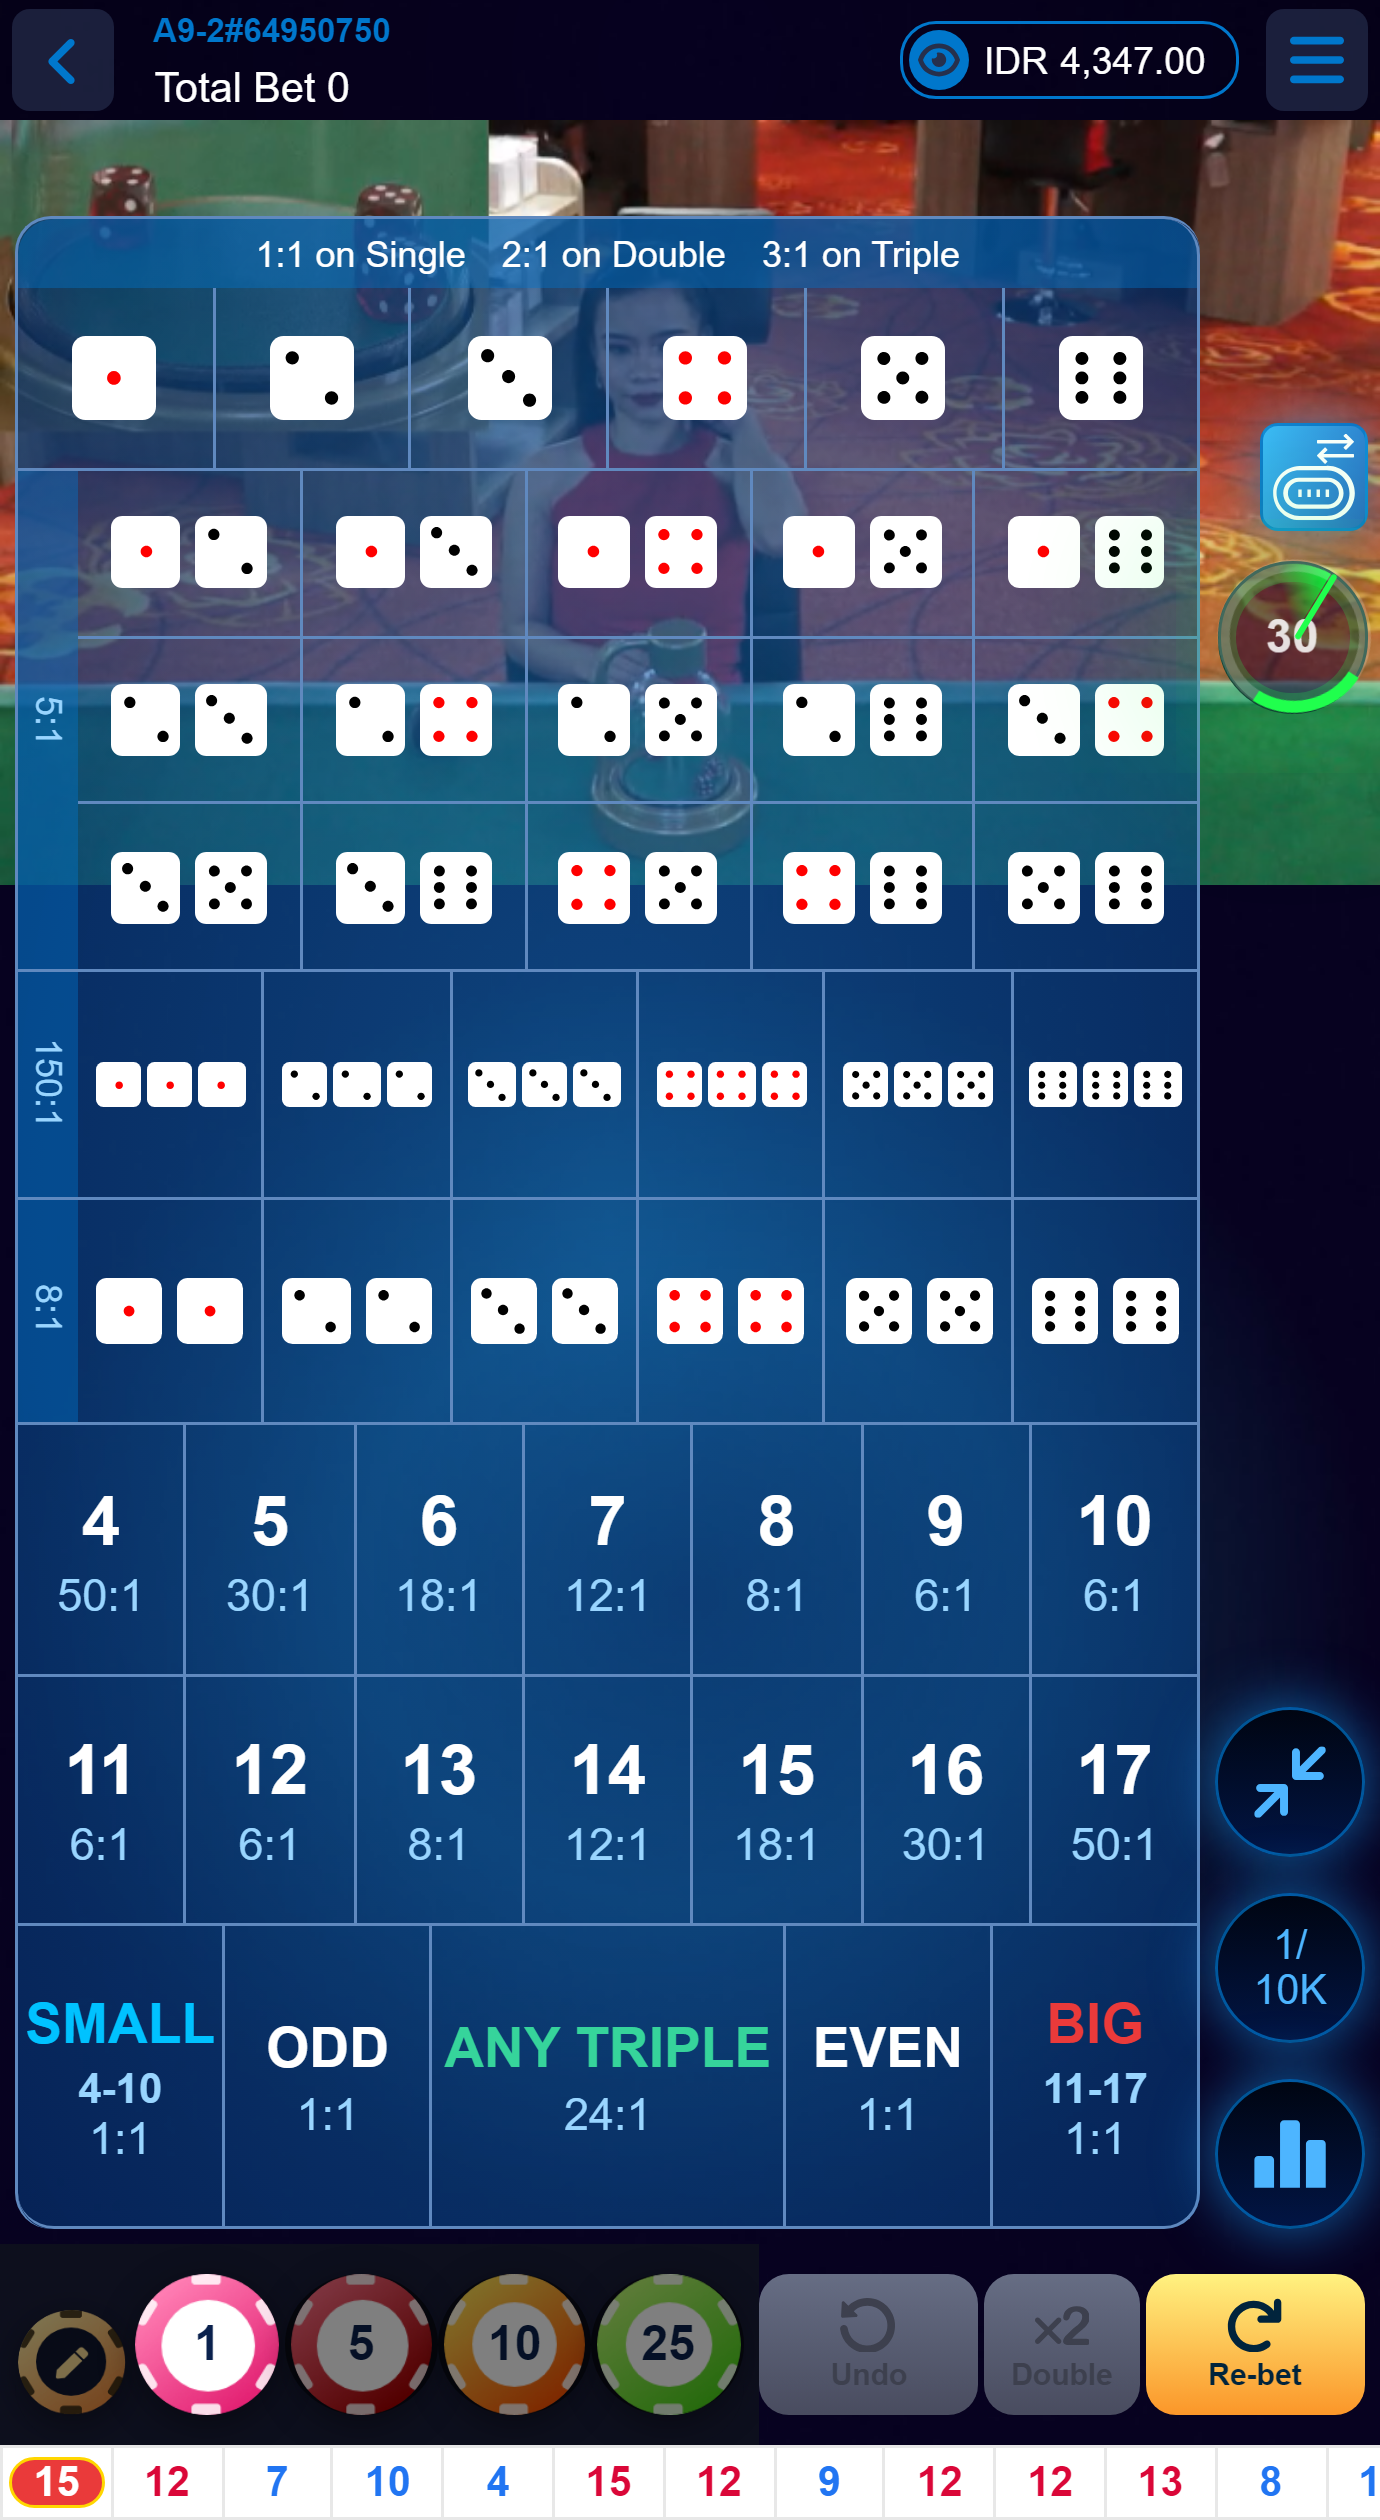 A9-2#64950750
Total Bet 0
IDR 4,347.00
1:1 on Single 2:1 on Double 3:1 on Triple
30
5:1
150:1
8:1
4 5 6 7 8 9 10
50:1 30:1 18:1 12:1 8:1 6:1 6:1
11 12 13 14 15 16 17
6:1 6:1 8:1 12:1 18:1 30:1 50:1
1/
10K
SMALL
4-10
1:1
ODD
1:1
ANY TRIPLE
24:1
EVEN
1:1
BIG
11-17
1:1
1 5 10 25
Undo
x2
Double
Re-bet
15 12 7 10 4 15 12 9 12 12 13 8 1